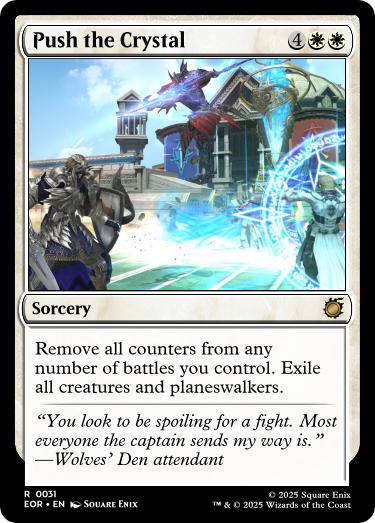 Push the Crystal 4
Sorcery
Remove all counters from any
number of battles you control. Exile
all creatures and planeswalkers.
“You look to be spoiling for a fight. Most
everyone the captain sends my way is.”
—Wolves’ Den attendant
R 0031 © 2025 Square Enix
EOR • EN SQUARE ENIX ™ & © 2025 Wizards of the Coast